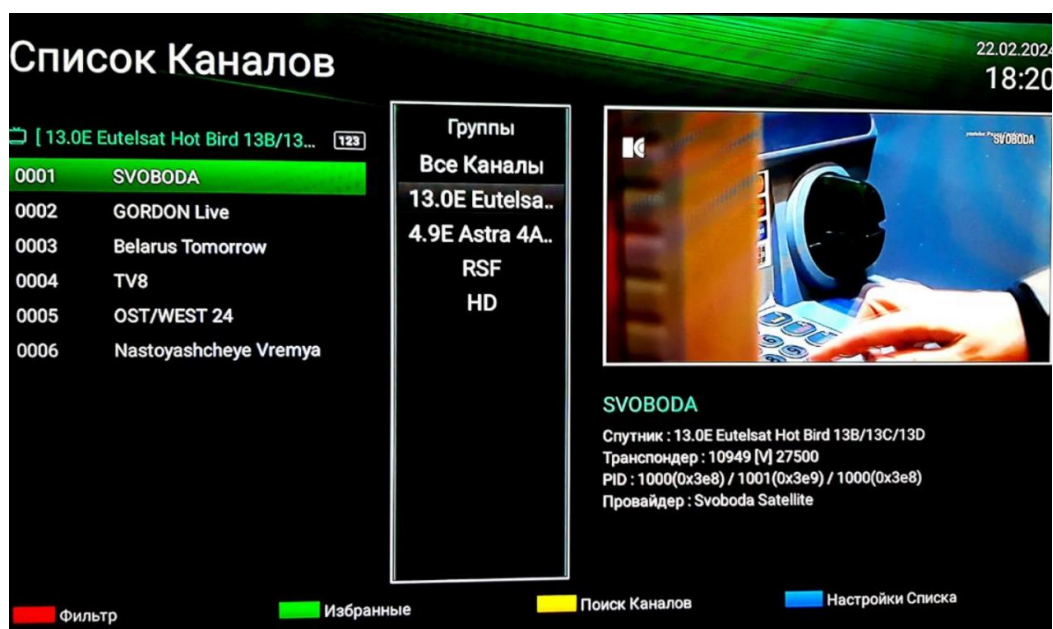 Список Каналов
22.02.2024
18:20
[ 13.0E Eutelsat Hot Bird 13B/13... 123
0001 SVOBODA
0002 GORDON Live
0003 Belarus Tomorrow
0004 TV8
0005 OST/WEST 24
0006 Nastoyashcheye Vremya
Группы
Все Каналы
13.0E Eutelsa..
4.9E Astra 4A..
RSF
HD
SVOBODA
SVOBODA
Спутник : 13.0E Eutelsat Hot Bird 13B/13C/13D
Транспондер : 10949 [V] 27500
PID : 1000(0x3e8) / 1001(0x3e9) / 1000(0x3e8)
Провайдер : Svoboda Satellite
Фильтр
Избранные
Поиск Каналов
Настройки Списка